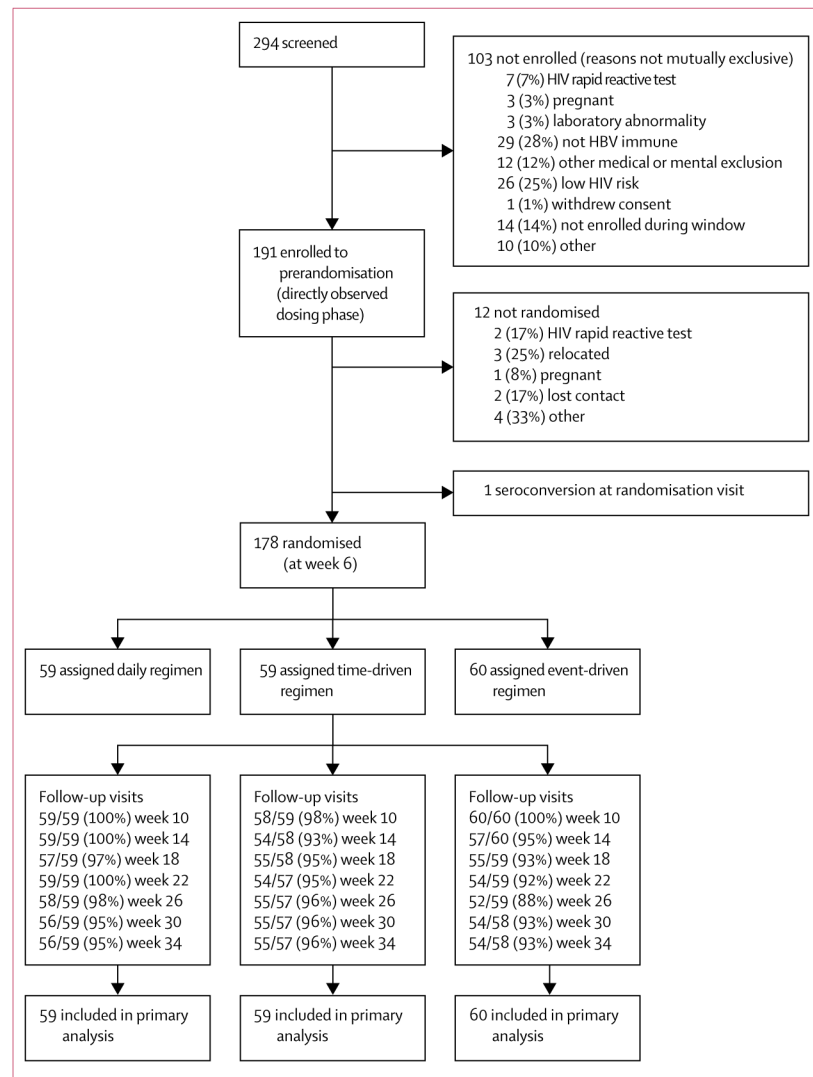 294 screened
103 not enrolled (reasons not mutually exclusive)
7 (7%) HIV rapid reactive test
3 (3%) pregnant
3 (3%) laboratory abnormality
29 (28%) not HBV immune
12 (12%) other medical or mental exclusion
26 (25%) low HIV risk
1 (1%) withdrew consent
14 (14%) not enrolled during window
10 (10%) other
191 enrolled to
prerandomisation
(directly observed
dosing phase)
12 not randomised
2 (17%) HIV rapid reactive test
3 (25%) relocated
1 (8%) pregnant
2 (17%) lost contact
4 (33%) other
1 seroconversion at randomisation visit
178 randomised
(at week 6)
59 assigned daily regimen
59 assigned time-driven
regimen
60 assigned event-driven
regimen
Follow-up visits
59/59 (100%) week 10
59/59 (100%) week 14
57/59 (97%) week 18
59/59 (100%) week 22
58/59 (98%) week 26
56/59 (95%) week 30
56/59 (95%) week 34
Follow-up visits
58/59 (98%) week 10
54/58 (93%) week 14
55/58 (95%) week 18
54/57 (95%) week 22
55/57 (96%) week 26
55/57 (96%) week 30
55/57 (96%) week 34
Follow-up visits
60/60 (100%) week 10
57/60 (95%) week 14
55/59 (93%) week 18
54/59 (92%) week 22
52/59 (88%) week 26
54/58 (93%) week 30
54/58 (93%) week 34
59 included in primary
analysis
59 included in primary
analysis
60 included in primary
analysis